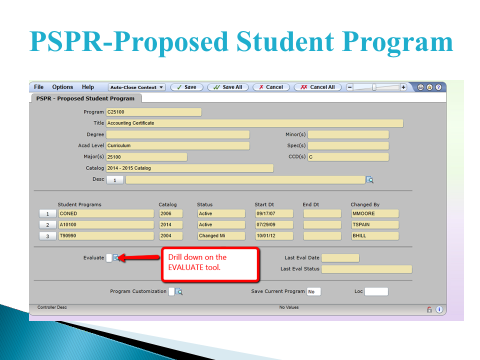 PSPR-Proposed Student Program
File Options Help Auto-Close Context Save Save All Cancel Cancel All
PSPR - Proposed Student Program
Program C25100
Title Accounting Certificate
Degree Minor(s)
Acad Level Curriculum Spec(s)
Major(s) 25100 CCD(s) C
Catalog 2014 - 2015 Catalog
Desc 1
Student Programs Catalog Status Start Dt End Dt Changed By
1 CONED 2006 Active 09/17/07 MMOORE
2 A10100 2014 Active 07/29/09 TSPAIN
3 T90990 2004 Changed Mi 10/01/12 BHILL
Evaluate Drill down on the EVALUATE tool. Last Eval Date
Last Eval Status
Program Customization Save Current Program No Loc
Controller Desc No Values